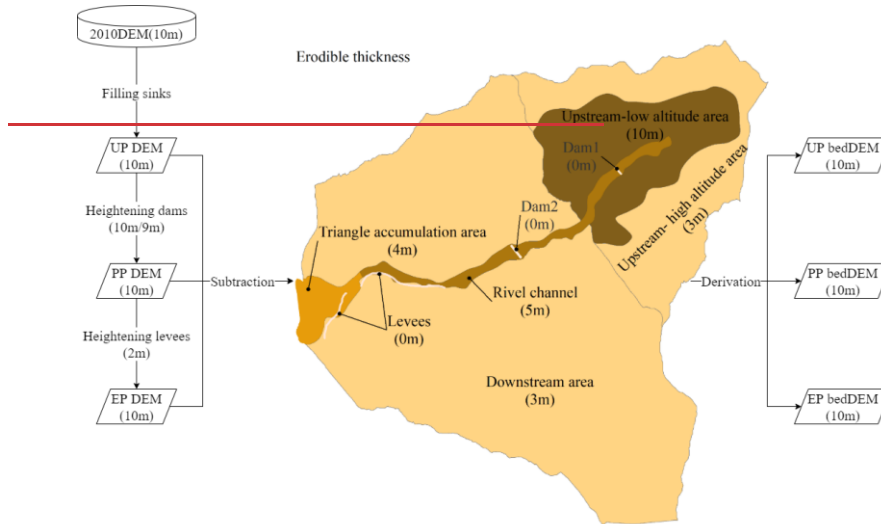 2010DEM(10m)
Filling sinks
UP DEM
(10m)
Heightening dams
(10m/9m)
PP DEM
(10m)
Heightening levees
(2m)
EP DEM
(10m)
Subtraction
Erodible thickness
Upstream-low altitude area
(10m)
Dam1
(0m)
Dam2
(0m)
Upstream- high altitude area
(3m)
Triangle accumulation area
(4m)
Rivel channel
(5m)
Levees
(0m)
Downstream area
(3m)
Derivation
UP bedDEM
(10m)
PP bedDEM
(10m)
EP bedDEM
(10m)